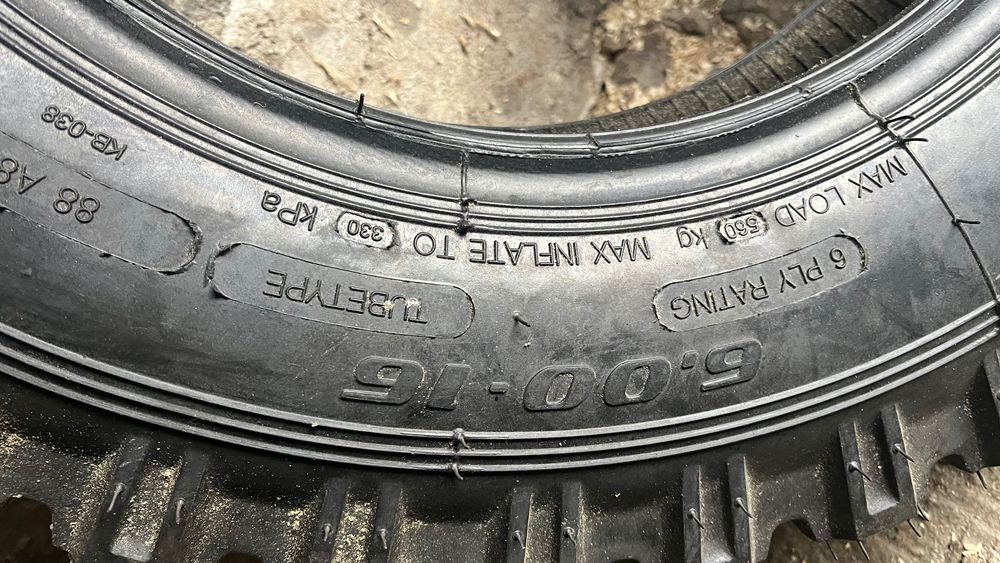 6.00-16
6 PLY RATING
TUBETYPE
88 A8
MAX LOAD 560 kg MAX INFLATE TO 330 kPa
KB-038